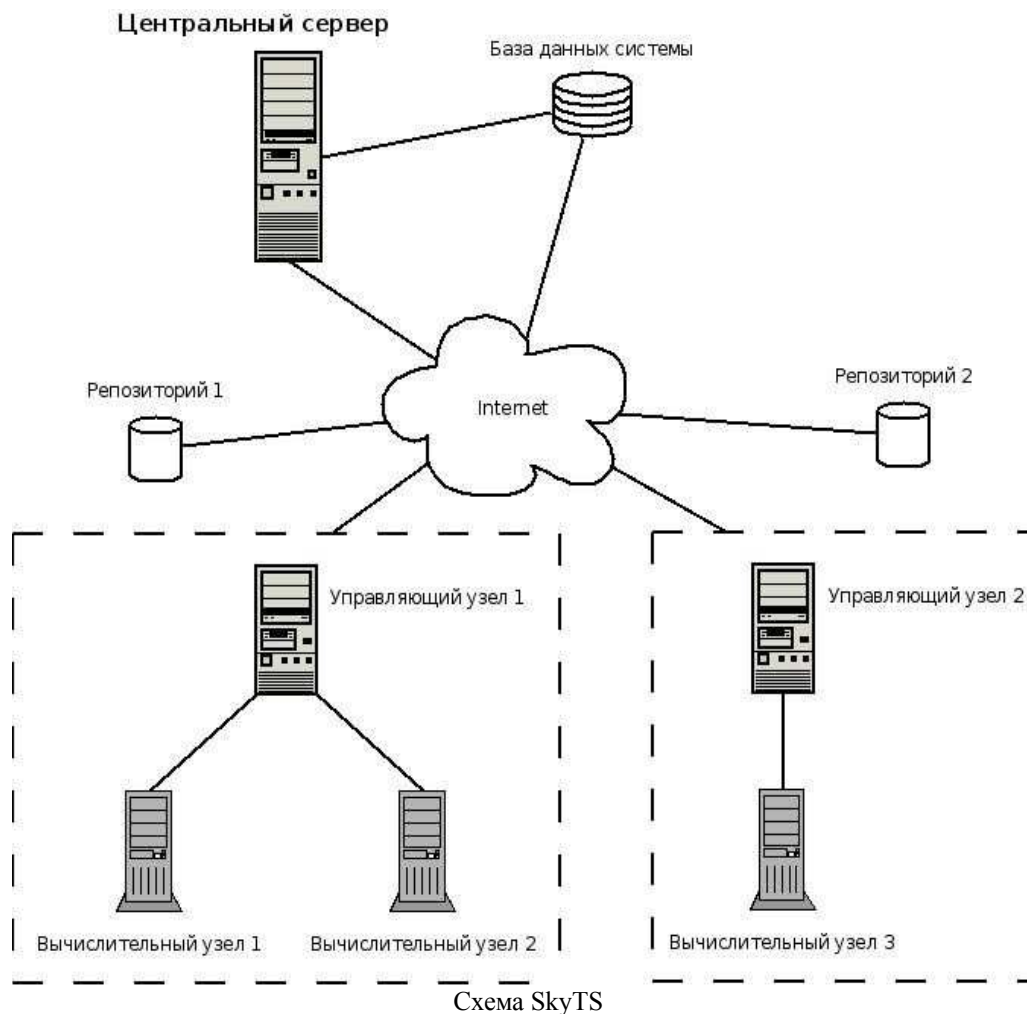 Центральный сервер
База данных системы
Репозиторий 1
Internet
Репозиторий 2
Управляющий узел 1
Управляющий узел 2
Вычислительный узел 1
Вычислительный узел 2
Вычислительный узел 3
Схема SkyTS